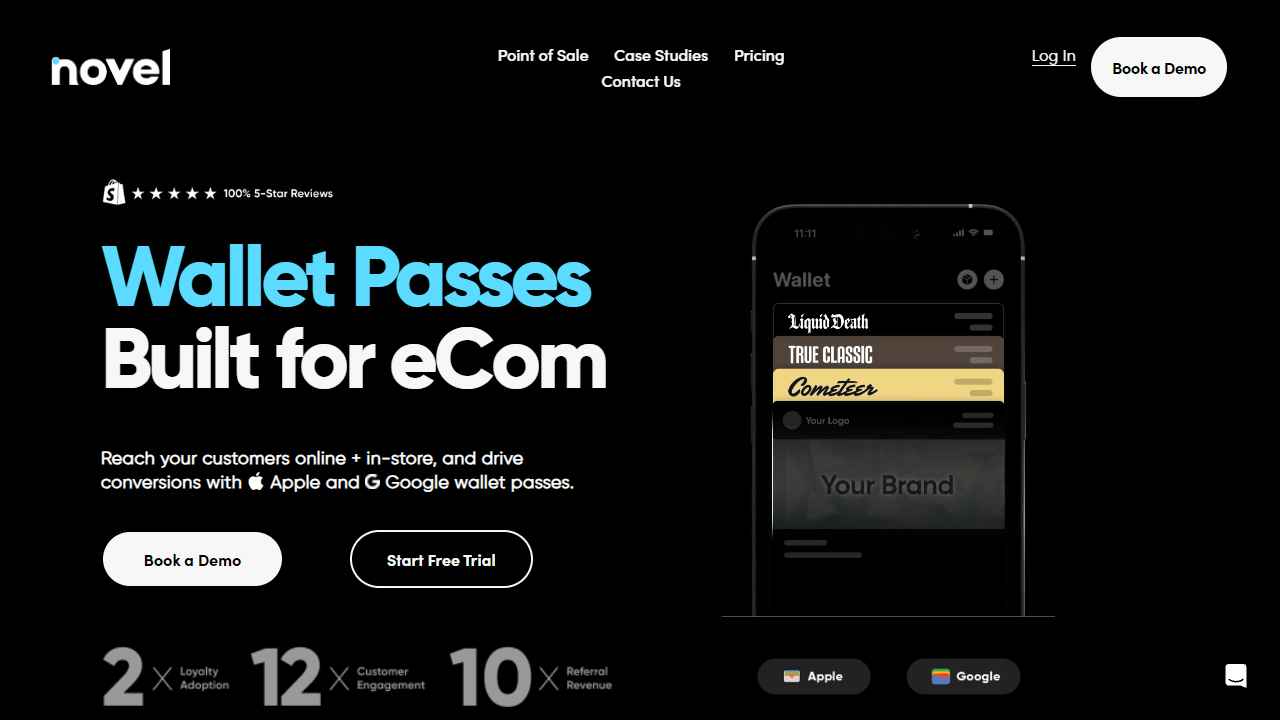 novel
Point of Sale Case Studies Pricing
Contact Us
Log In
Book a Demo
100% 5-Star Reviews
Wallet Passes
Built for eCom
Reach your customers online + in-store, and drive
conversions with Apple and Google wallet passes.
Book a Demo
Start Free Trial
2 X Loyalty
Adoption
12 X Customer
Engagement
10 X Referral
Revenue
11:11
Wallet
Liquid Death
TRUE CLASSIC
Cometeer
Your Logo
Your Brand
Apple
Google